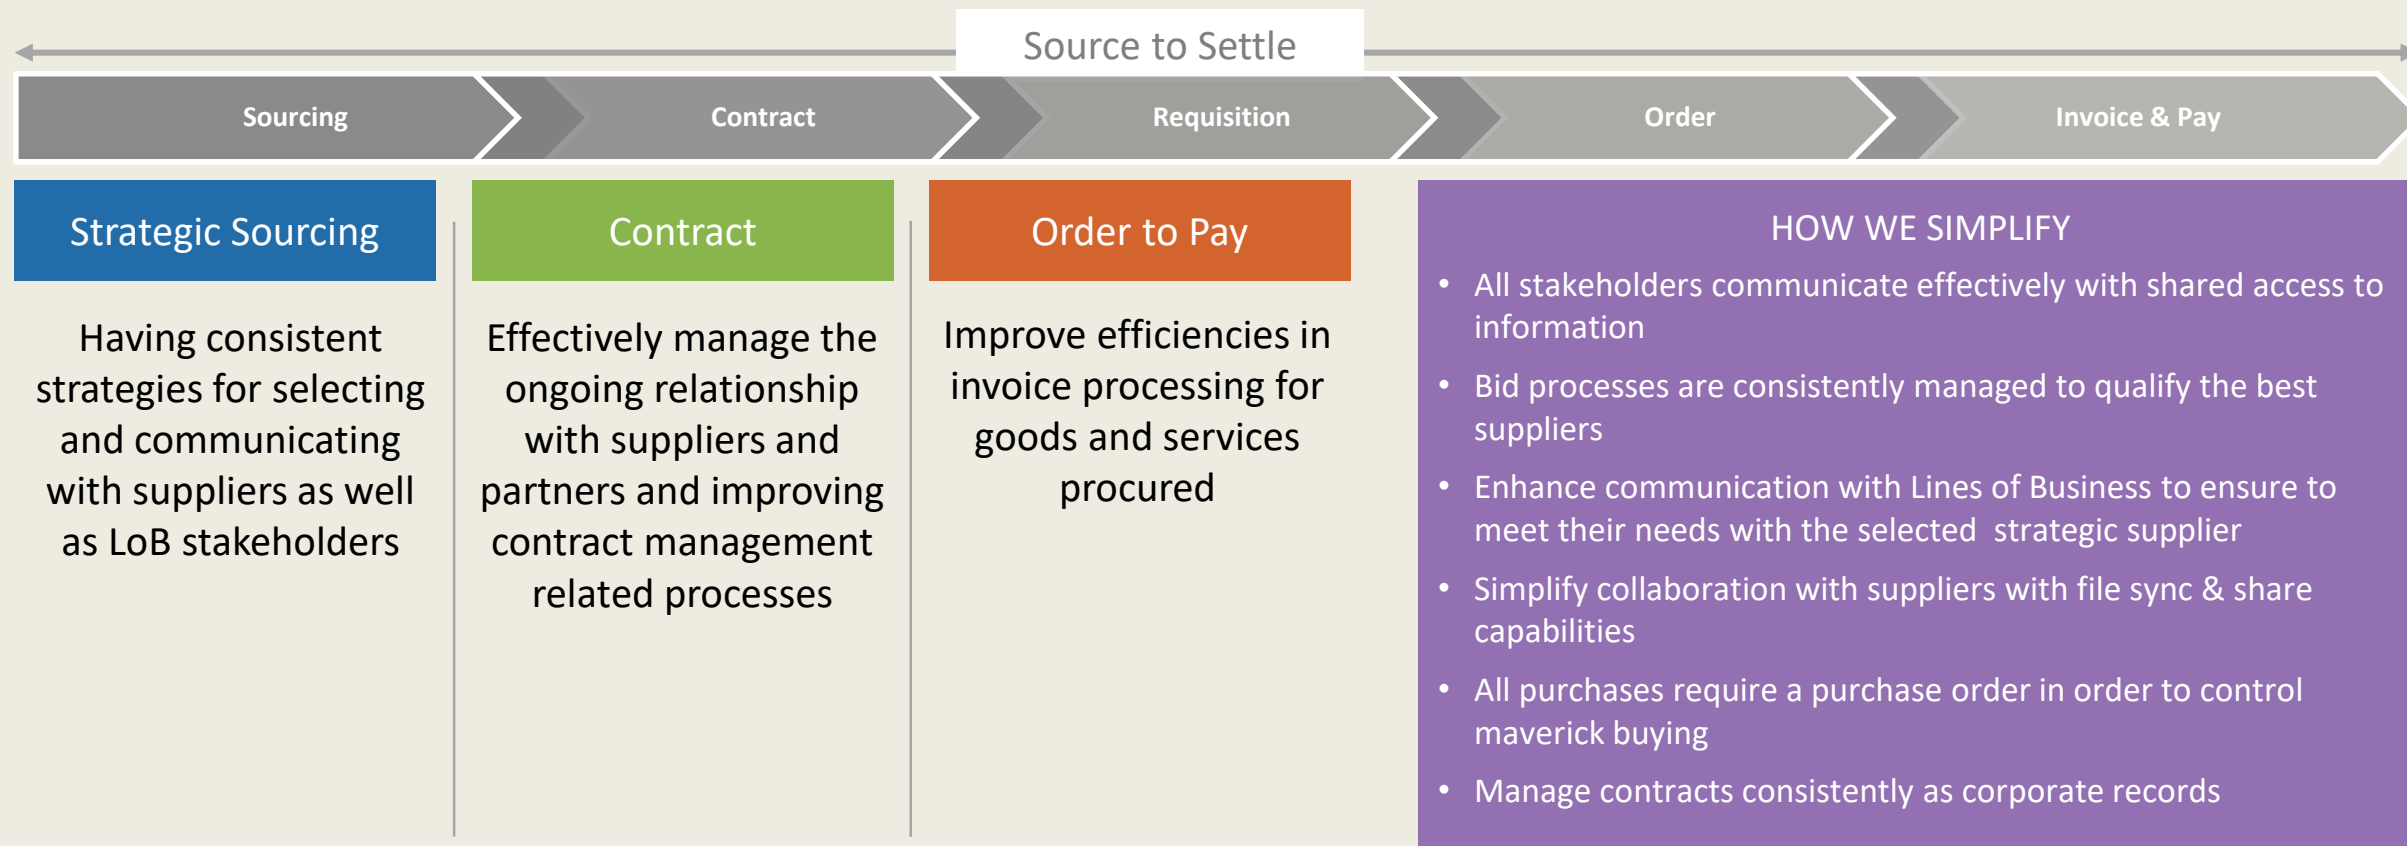 Source to Settle
Sourcing
Contract
Requisition
Order
Invoice & Pay
Strategic Sourcing
Having consistent
strategies for selecting
and communicating
with suppliers as well
as LoB stakeholders
Contract
Effectively manage the
ongoing relationship
with suppliers and
partners and improving
contract management
related processes
Order to Pay
Improve efficiencies in
invoice processing for
goods and services
procured
HOW WE SIMPLIFY
• All stakeholders communicate effectively with shared access to
information
• Bid processes are consistently managed to qualify the best
suppliers
• Enhance communication with Lines of Business to ensure to
meet their needs with the selected  strategic supplier
• Simplify collaboration with suppliers with file sync & share
capabilities
• All purchases require a purchase order in order to control
maverick buying
• Manage contracts consistently as corporate records